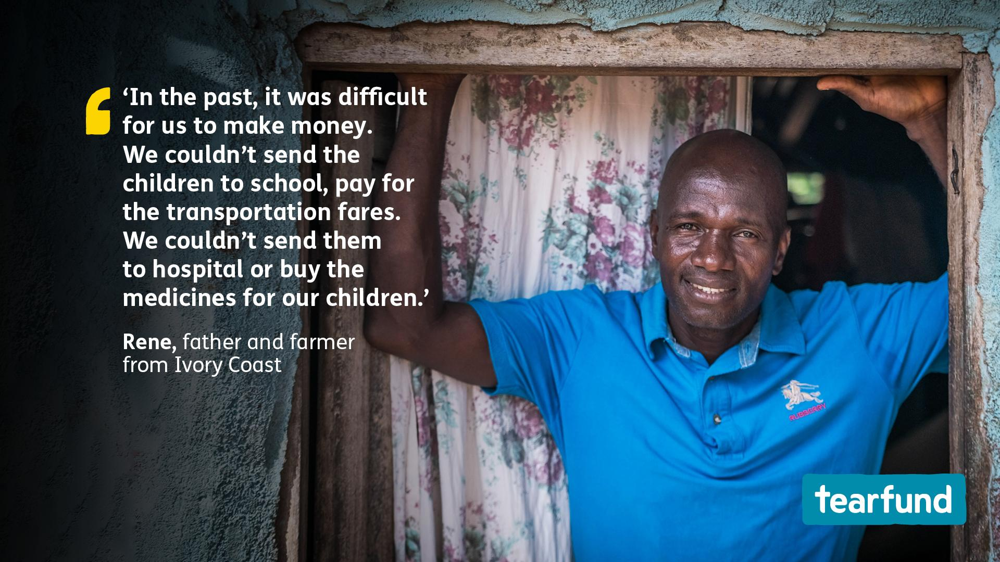 ‘In the past, it was difficult
for us to make money.
We couldn’t send the
children to school, pay for
the transportation fares.
We couldn’t send them
to hospital or buy the
medicines for our children.’
Rene, father and farmer
from Ivory Coast
RUBBERRY
tearfund